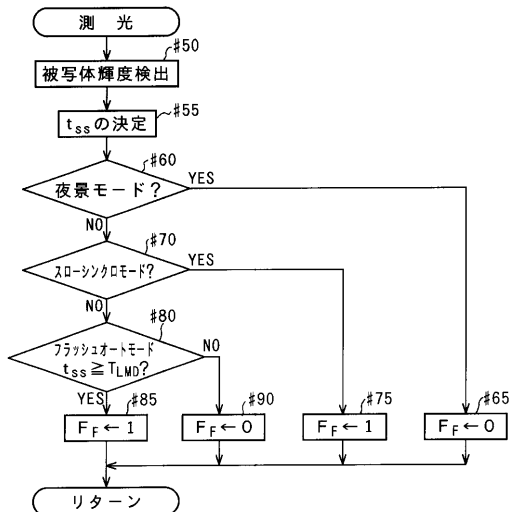 測 光
#50
被写体輝度検出
#55
tssの決定
#60
夜景モード？
YES
NO
#70
スローシンクロモード?
YES
NO
#80
フラッシュオートモード
tss≧TLMD?
NO
YES
#85
FF←1
#90
FF←0
#75
FF←1
#65
FF←0
リターン